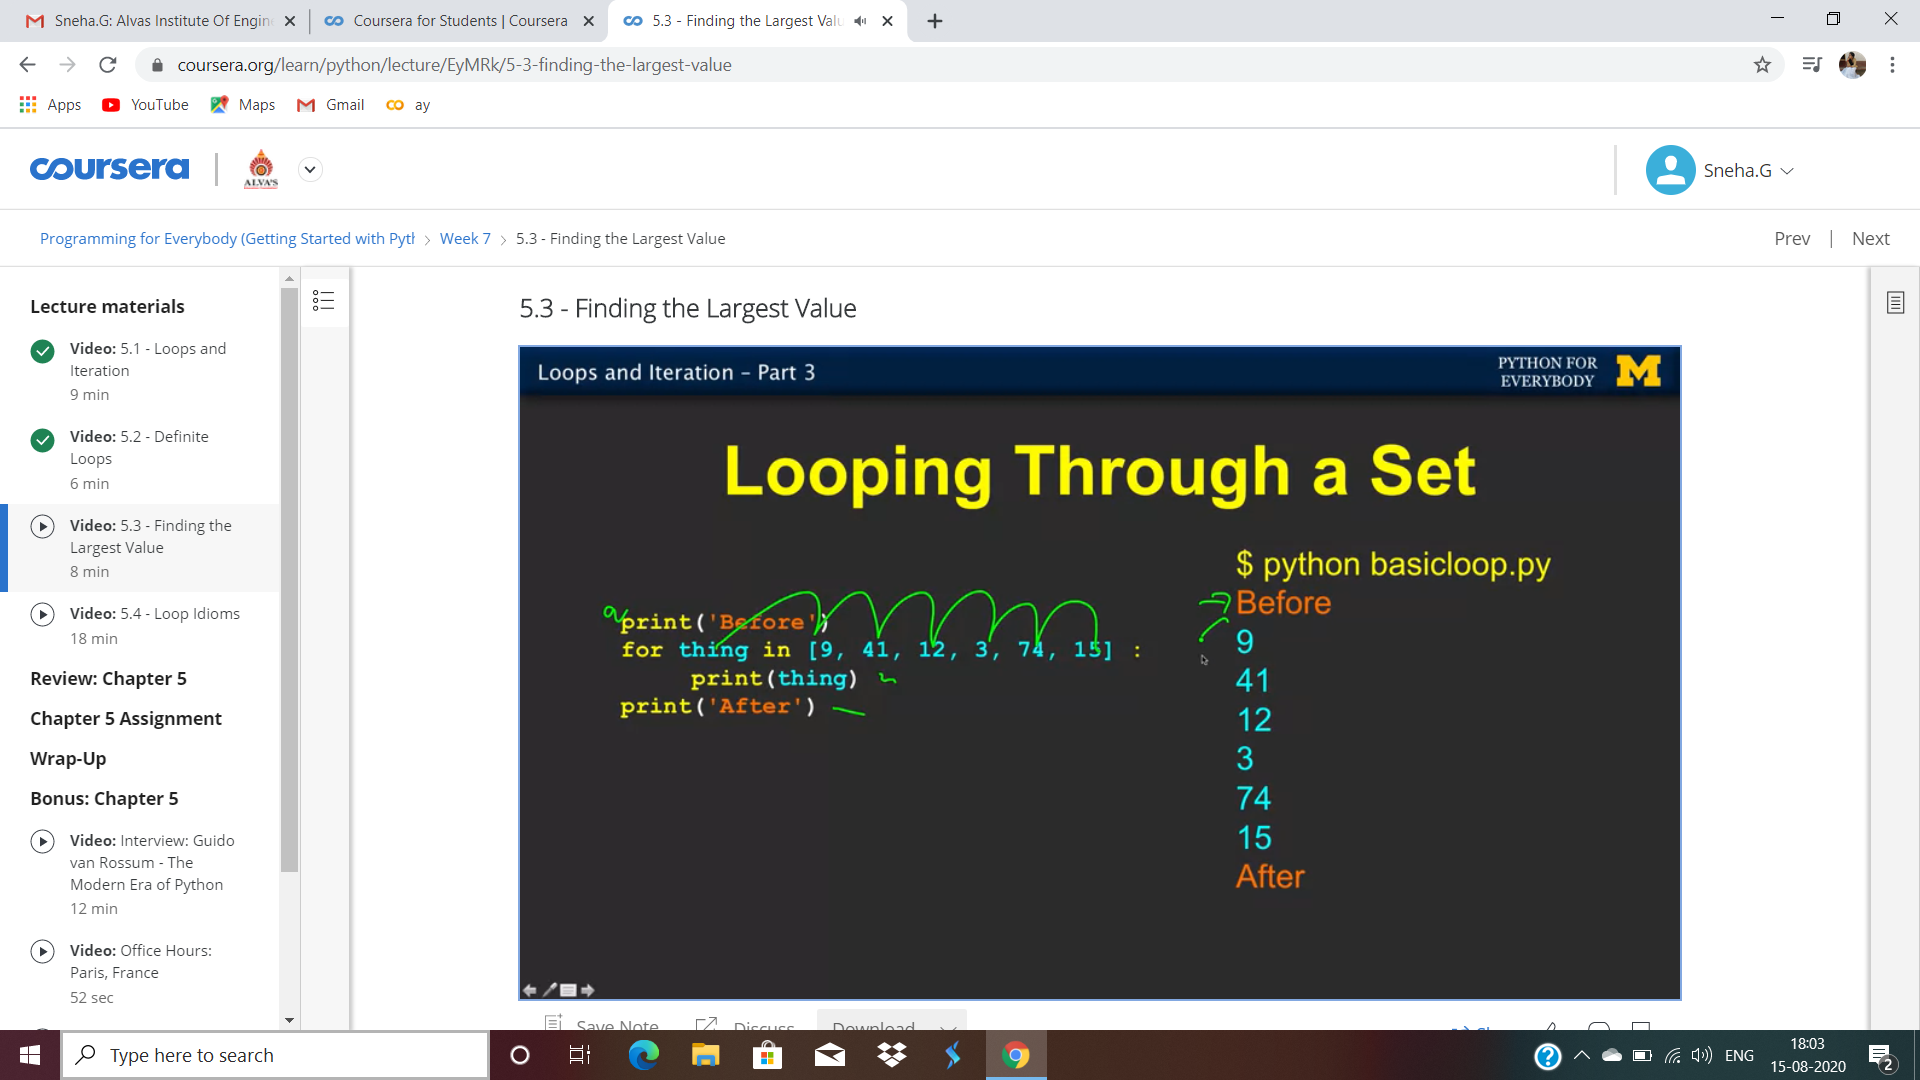 Sneha.G: Alvas Institute Of Engin
Coursera for Students | Coursera
5.3 - Finding the Largest Valu
coursera.org/learn/python/lecture/EyMRk/5-3-finding-the-largest-value
Apps
YouTube
Maps
Gmail
ay
coursera
ALVA'S
Sneha.G
Programming for Everybody (Getting Started with Pyth
Week 7
5.3 - Finding the Largest Value
Prev
Next
Lecture materials
Video: 5.1 - Loops and
Iteration
9 min
Video: 5.2 - Definite
Loops
6 min
Video: 5.3 - Finding the
Largest Value
8 min
Video: 5.4 - Loop Idioms
18 min
Review: Chapter 5
Chapter 5 Assignment
Wrap-Up
Bonus: Chapter 5
Video: Interview: Guido
van Rossum - The
Modern Era of Python
12 min
Video: Office Hours:
Paris, France
52 sec
5.3 - Finding the Largest Value
Loops and Iteration – Part 3
PYTHON FOR
EVERYBODY
M
Looping Through a Set
print('Before')
for thing in [9, 41, 12, 3, 74, 15] :
print(thing)
print('After')
$ python basicloop.py
Before
9
41
12
3
74
15
After
Save Note
Discuss
Download
Type here to search
ENG
18:03
15-08-2020
2